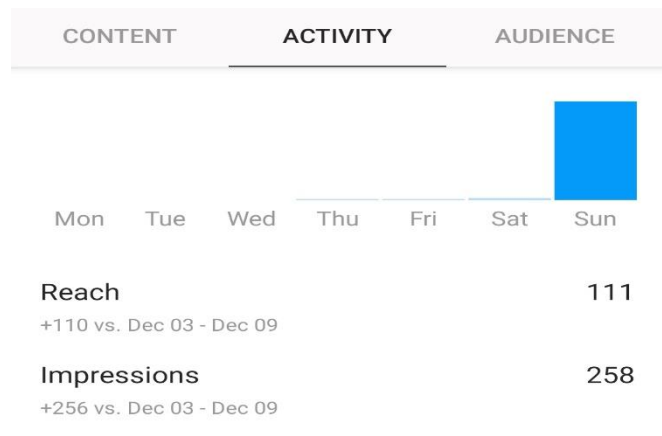 CONTENT ACTIVITY AUDIENCE
Mon Tue Wed Thu Fri Sat Sun
Reach 111
+110 vs. Dec 03 - Dec 09
Impressions 258
+256 vs. Dec 03 - Dec 09